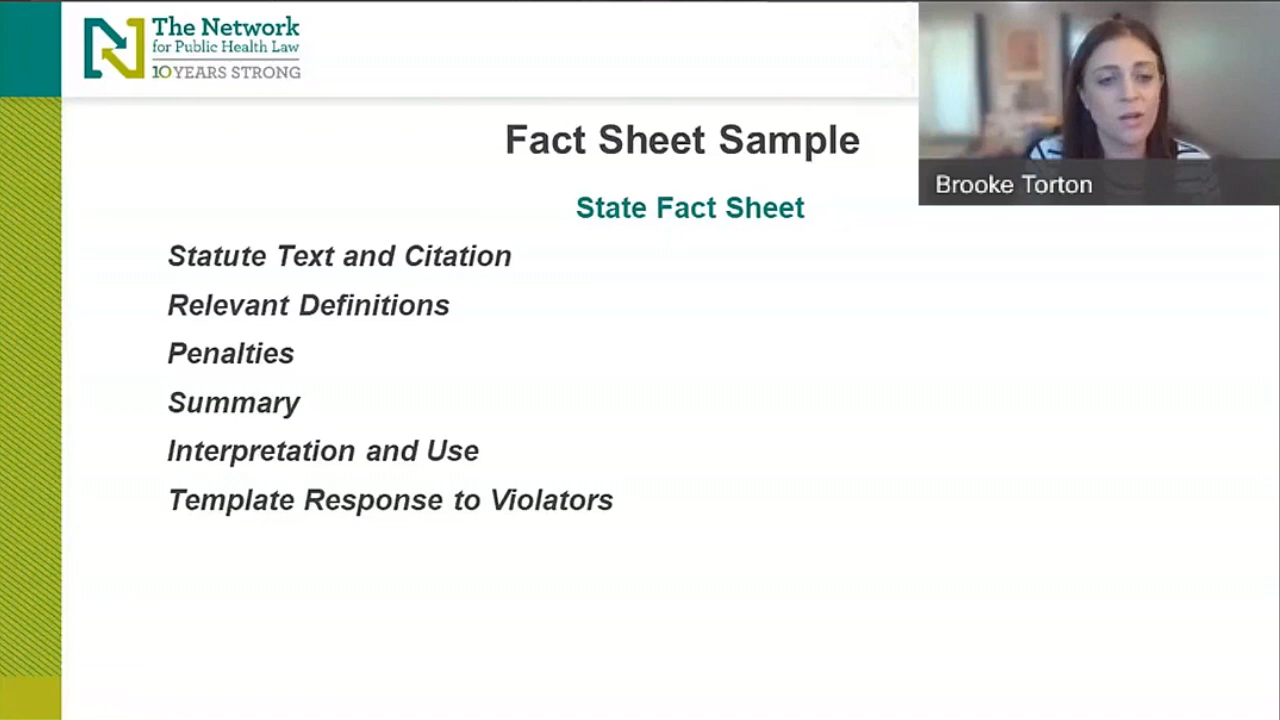 The Network
for Public Health Law
10 YEARS STRONG
Fact Sheet Sample
Brooke Torton
State Fact Sheet
Statute Text and Citation
Relevant Definitions
Penalties
Summary
Interpretation and Use
Template Response to Violators